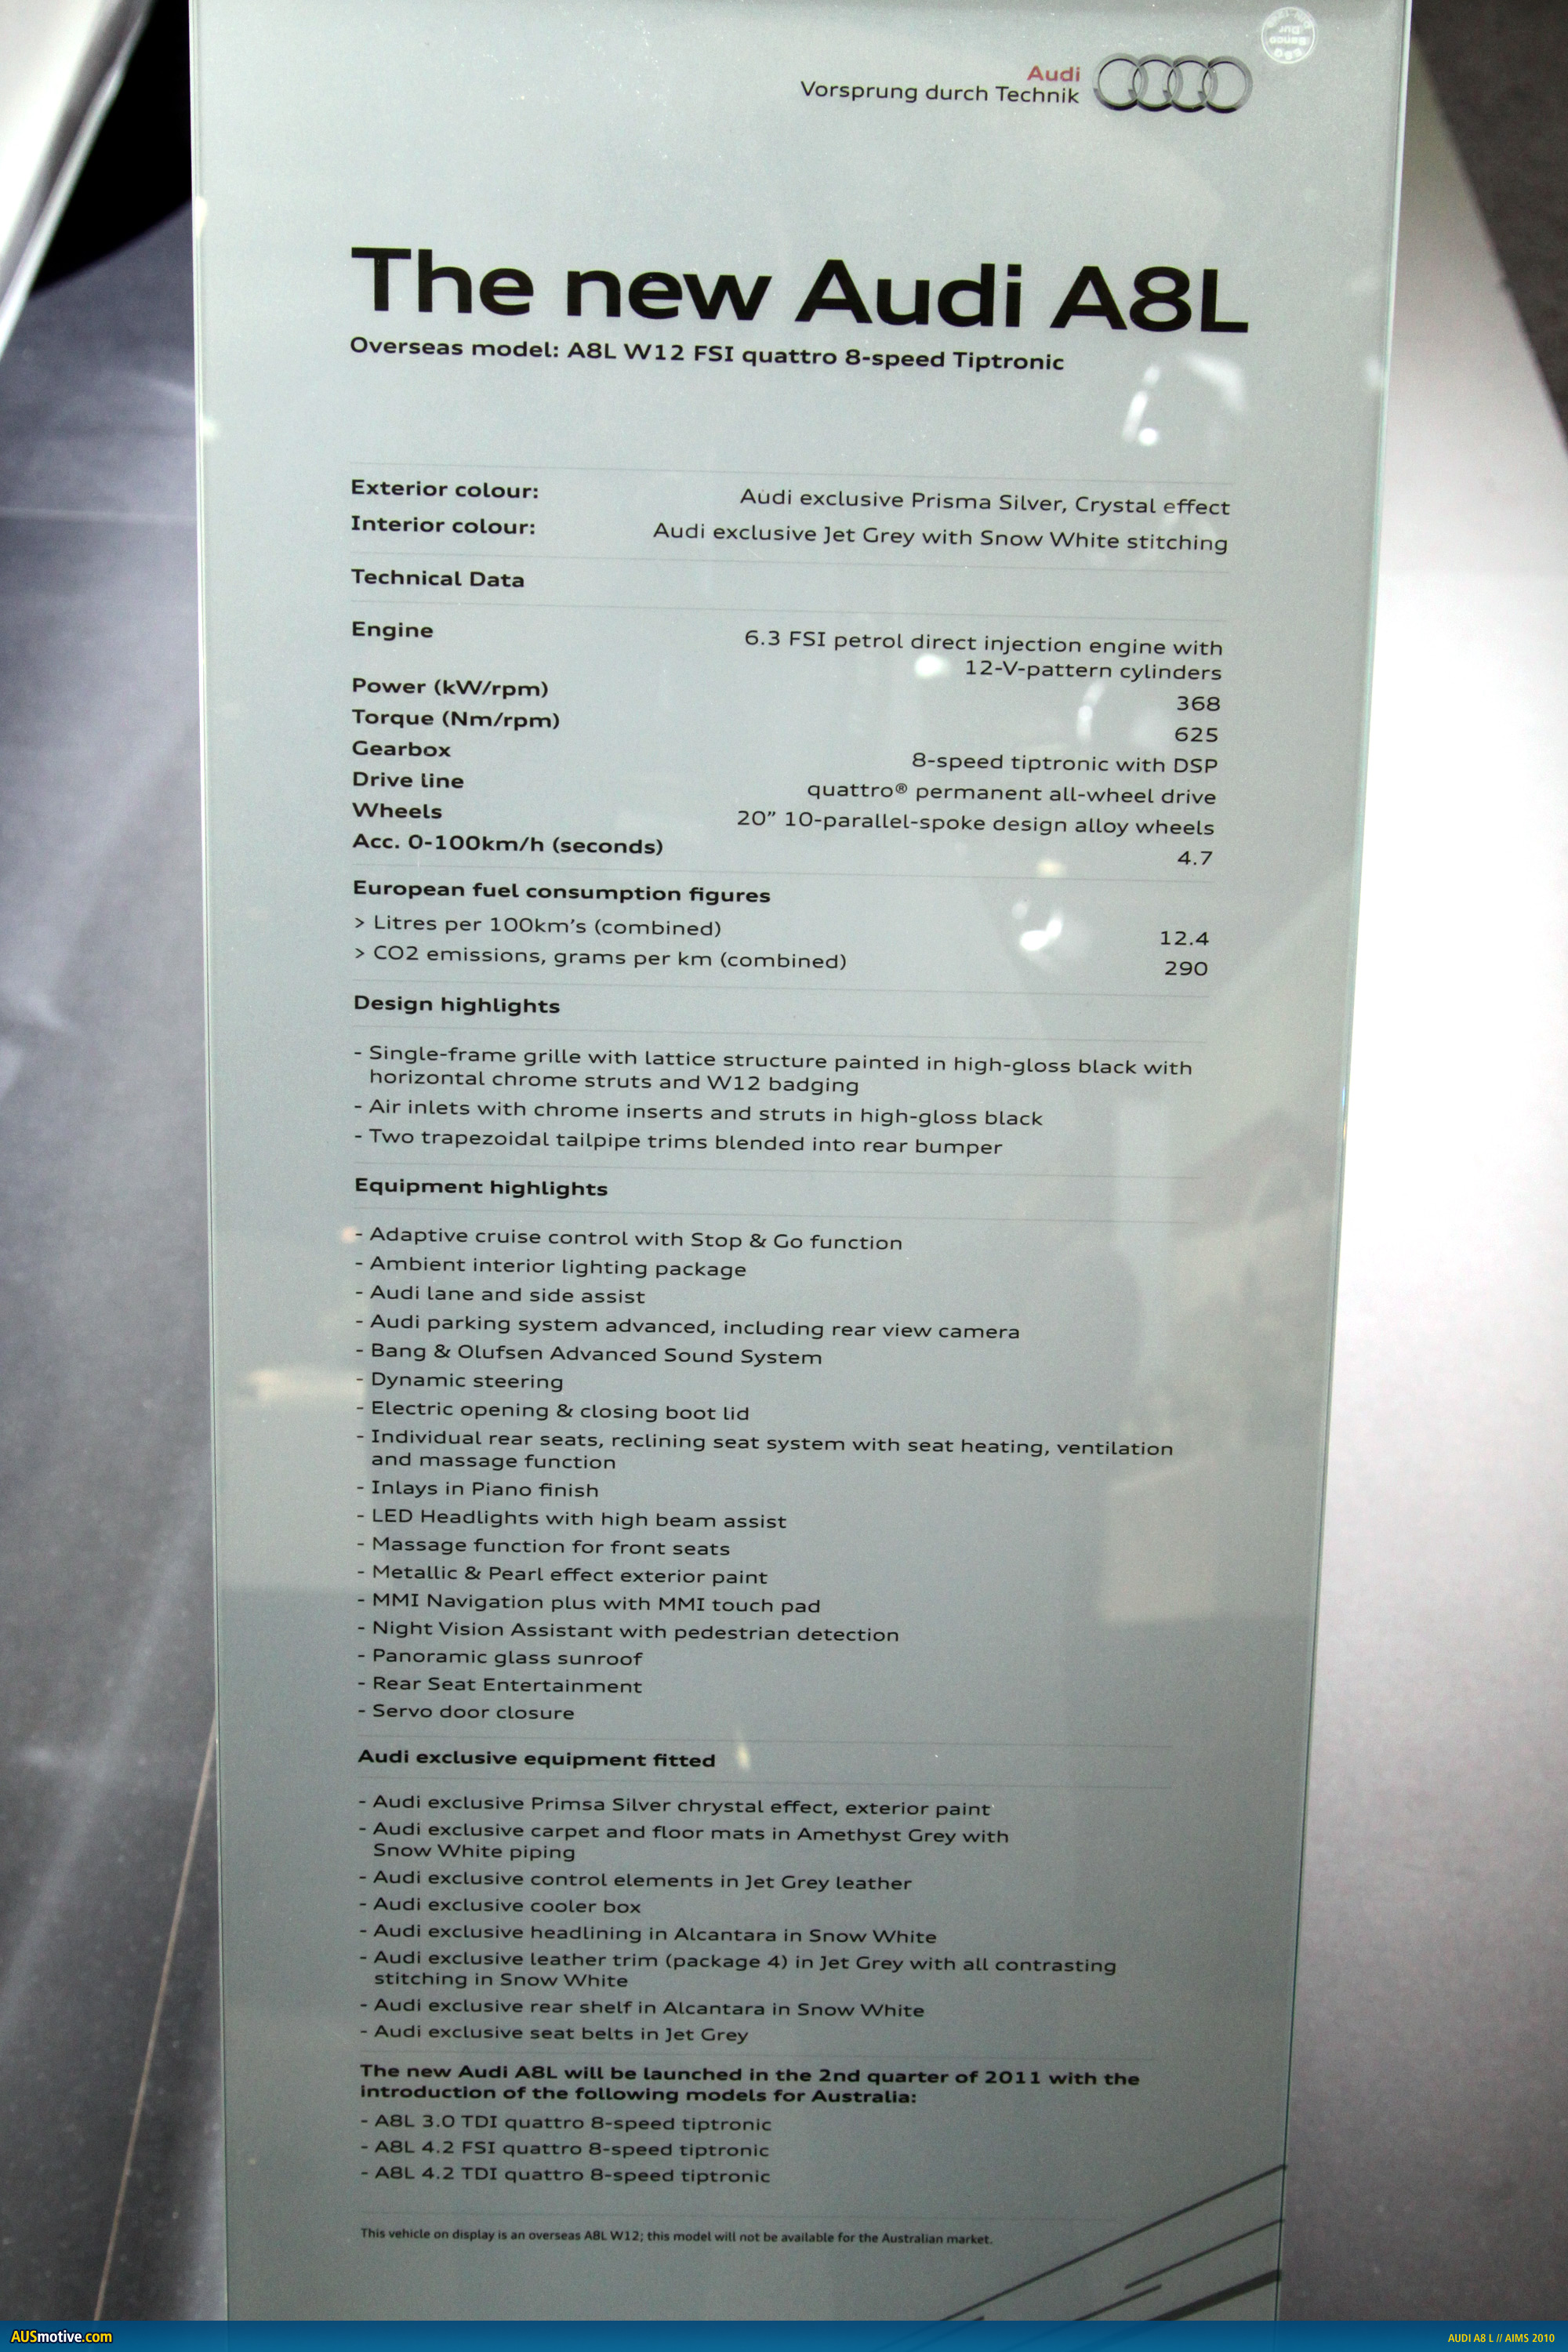 Audi
Vorsprung durch Technik
The new Audi A8L
Overseas model: A8L W12 FSI quattro 8-speed Tiptronic
Exterior colour: Audi exclusive Prisma Silver, Crystal effect
Interior colour: Audi exclusive Jet Grey with Snow White stitching
Technical Data
Engine 6.3 FSI petrol direct injection engine with
12-V-pattern cylinders
Power (kW/rpm) 368
Torque (Nm/rpm) 625
Gearbox 8-speed tiptronic with DSP
Drive line quattro® permanent all-wheel drive
Wheels 20” 10-parallel-spoke design alloy wheels
Acc. 0-100km/h (seconds) 4.7
European fuel consumption figures
> Litres per 100km’s (combined) 12.4
> CO2 emissions, grams per km (combined) 290
Design highlights
- Single-frame grille with lattice structure painted in high-gloss black with
horizontal chrome struts and W12 badging
- Air inlets with chrome inserts and struts in high-gloss black
- Two trapezoidal tailpipe trims blended into rear bumper
Equipment highlights
- Adaptive cruise control with Stop & Go function
- Ambient interior lighting package
- Audi lane and side assist
- Audi parking system advanced, including rear view camera
- Bang & Olufsen Advanced Sound System
- Dynamic steering
- Electric opening & closing boot lid
- Individual rear seats, reclining seat system with seat heating, ventilation
and massage function
- Inlays in Piano finish
- LED Headlights with high beam assist
- Massage function for front seats
- Metallic & Pearl effect exterior paint
- MMI Navigation plus with MMI touch pad
- Night Vision Assistant with pedestrian detection
- Panoramic glass sunroof
- Rear Seat Entertainment
- Servo door closure
Audi exclusive equipment fitted
- Audi exclusive Primsa Silver chrystal effect, exterior paint
- Audi exclusive carpet and floor mats in Amethyst Grey with
Snow White piping
- Audi exclusive control elements in Jet Grey leather
- Audi exclusive cooler box
- Audi exclusive headlining in Alcantara in Snow White
- Audi exclusive leather trim (package 4) in Jet Grey with all contrasting
stitching in Snow White
- Audi exclusive rear shelf in Alcantara in Snow White
- Audi exclusive seat belts in Jet Grey
The new Audi A8L will be launched in the 2nd quarter of 2011 with the
introduction of the following models for Australia:
- A8L 3.0 TDI quattro 8-speed tiptronic
- A8L 4.2 FSI quattro 8-speed tiptronic
- A8L 4.2 TDI quattro 8-speed tiptronic
This vehicle on display is an overseas A8L W12; this model will not be available for the Australian market.
AUSmotive.com
AUDI A8 L // AIMS 2010